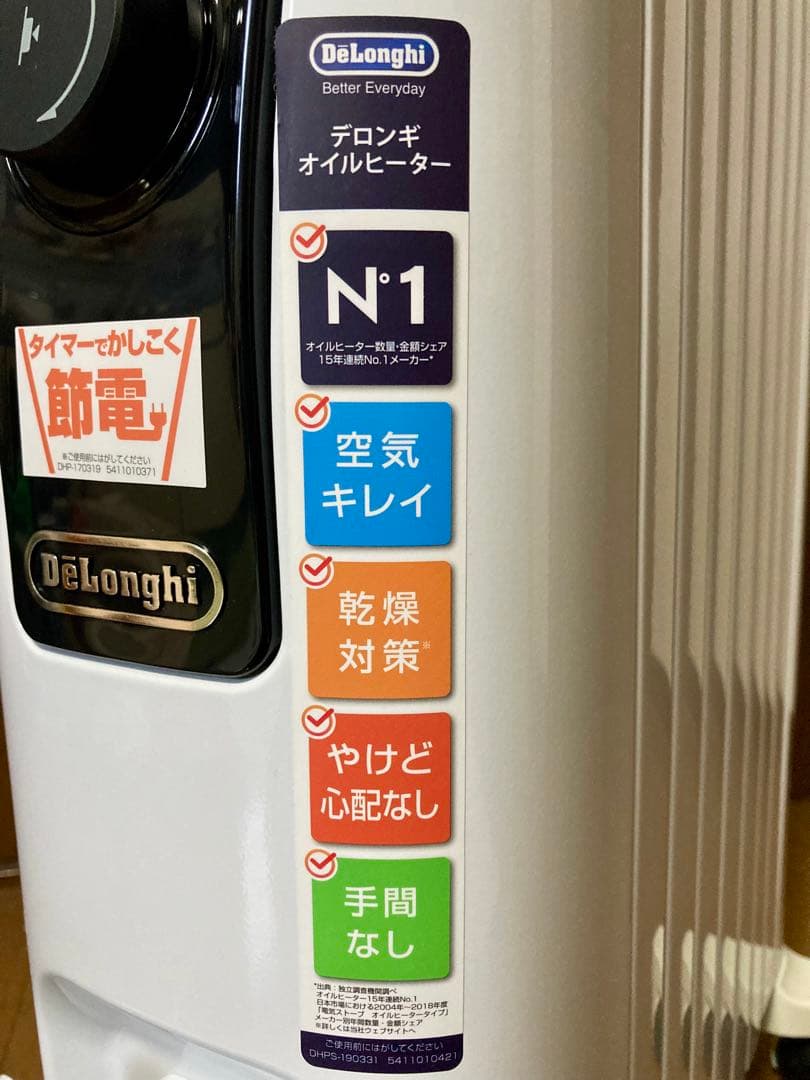 DeLonghi
Better Everyday
デロンギ
オイルヒーター
N°1
オイルヒーター数量・金額シェア
15年連続No.1メーカー*
空気
キレイ
乾燥
対策※
やけど
心配なし
手間
なし
*出典：独立調査機関調べ
オイルヒーター15年連続No.1
日本市場における2004年〜2018年度
「電気ストーブ　オイルヒータータイプ」
メーカー別年間数量・金額シェア
※詳しくは当社ウェブサイトへ
ご使用前にはがしてください
DHPS-190331 5411010421
タイマーでかしこく
節電
※ご使用前にはがしてください
DHP-170319 5411010371
DeLonghi